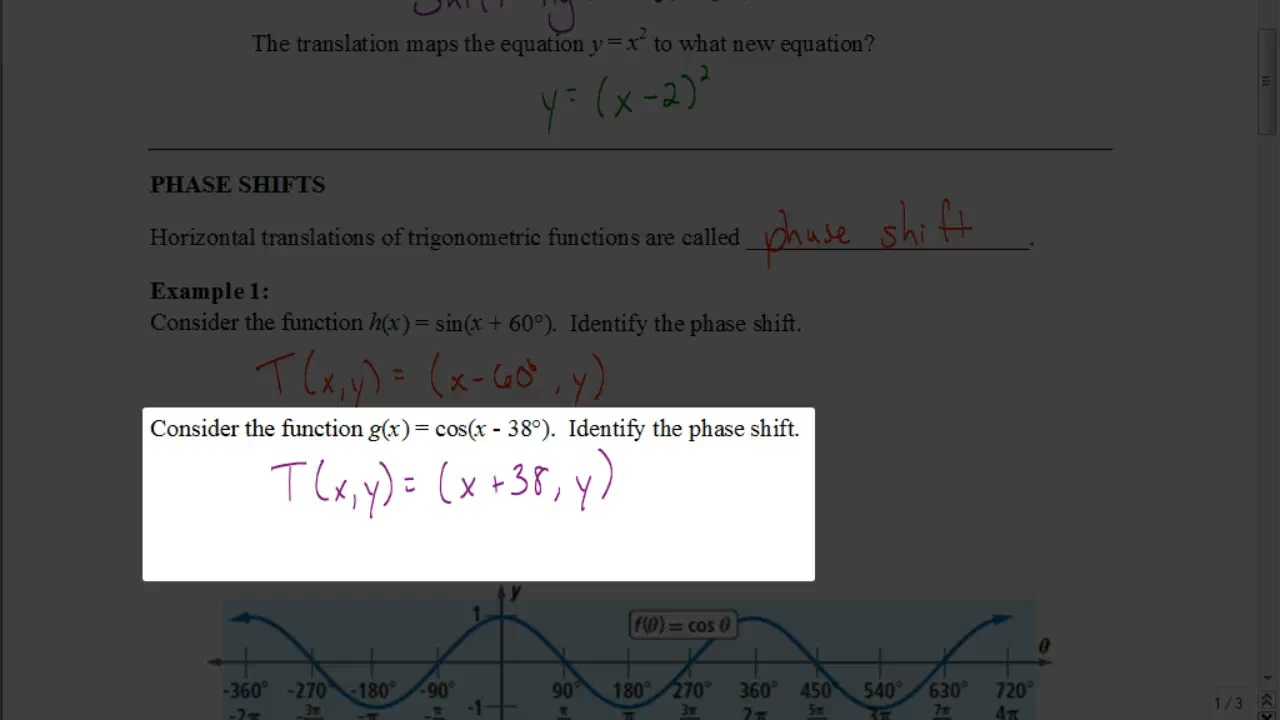 The translation maps the equation y = x² to what new equation?
y = (x - 2)²
PHASE SHIFTS
Horizontal translations of trigonometric functions are called phase shift.
Example 1:
Consider the function h(x) = sin(x + 60°). Identify the phase shift.
T(x,y) = (x - 60°, y)
Consider the function g(x) = cos(x - 38°). Identify the phase shift.
T(x,y) = (x + 38, y)
y
1
f(θ) = cos θ
θ
-360° -270° -180° -90° 90° 180° 270° 360° 450° 540° 630° 720°
-1
1 / 3